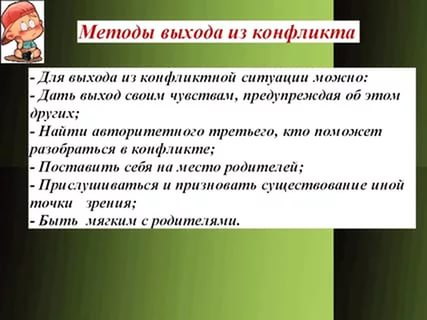 Методы выхода из конфликта
- Для выхода из конфликтной ситуации можно:
- Дать выход своим чувствам, предупреждая об этом
других;
- Найти авторитетного третьего, кто поможет
разобраться в конфликте;
- Поставить себя на место родителей;
- Прислушиваться и призновать существование иной
точки зрения;
- Быть мягким с родителями.